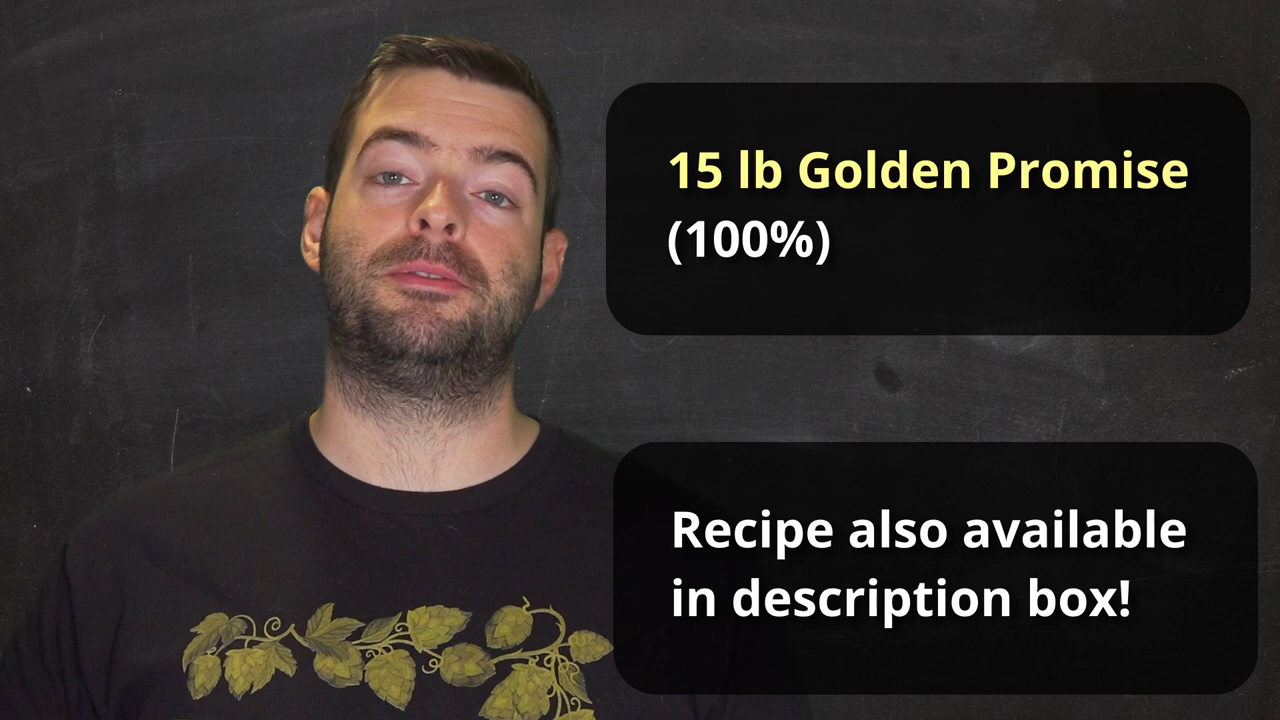 15 lb Golden Promise
(100%)
Recipe also available
in description box!